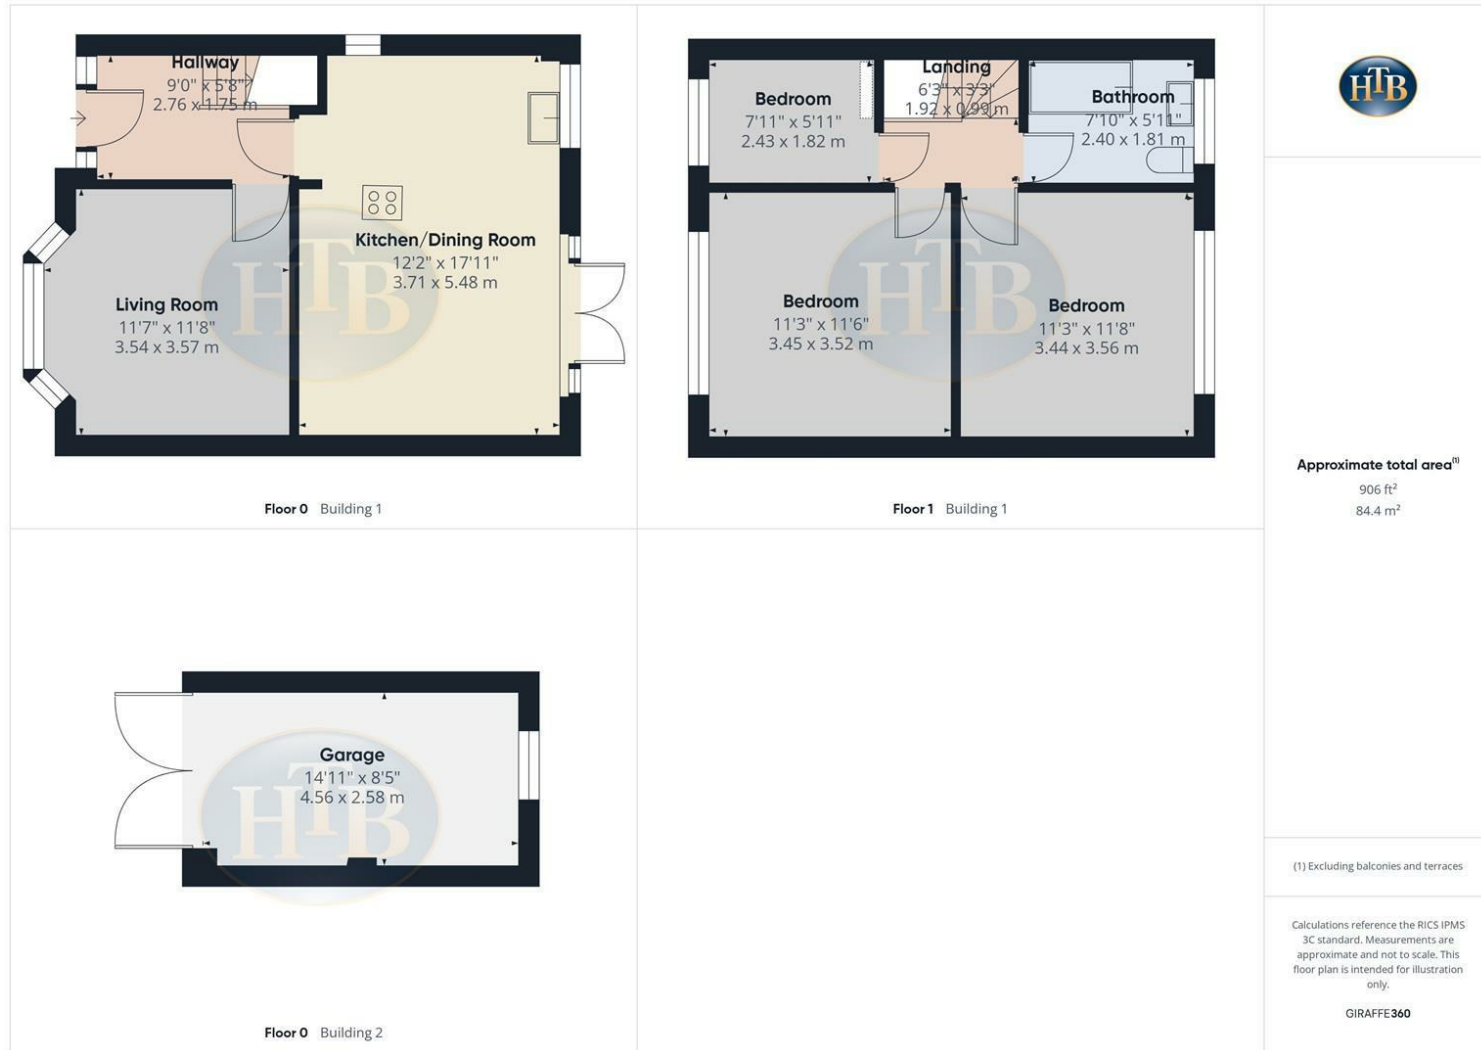 Hallway
9'0" x 5'8"
2.76 x 1.75 m
Kitchen/Dining Room
12'2" x 17'11"
3.71 x 5.48 m
Living Room
11'7" x 11'8"
3.54 x 3.57 m
HTB
Floor 0 Building 1
Bedroom
7'11" x 5'11"
2.43 x 1.82 m
Landing
6'3" x 3'3"
1.92 x 0.99 m
Bathroom
7'10" x 5'11"
2.40 x 1.81 m
Bedroom
11'3" x 11'6"
3.45 x 3.52 m
Bedroom
11'3" x 11'8"
3.44 x 3.56 m
HTB
Floor 1 Building 1
Garage
14'11" x 8'5"
4.56 x 2.58 m
HTB
Floor 0 Building 2
HTB
Approximate total area(1)
906 ft²
84.4 m²
(1) Excluding balconies and terraces
Calculations reference the RICS IPMS
3C standard. Measurements are
approximate and not to scale. This
floor plan is intended for illustration
only.
GIRAFFE360